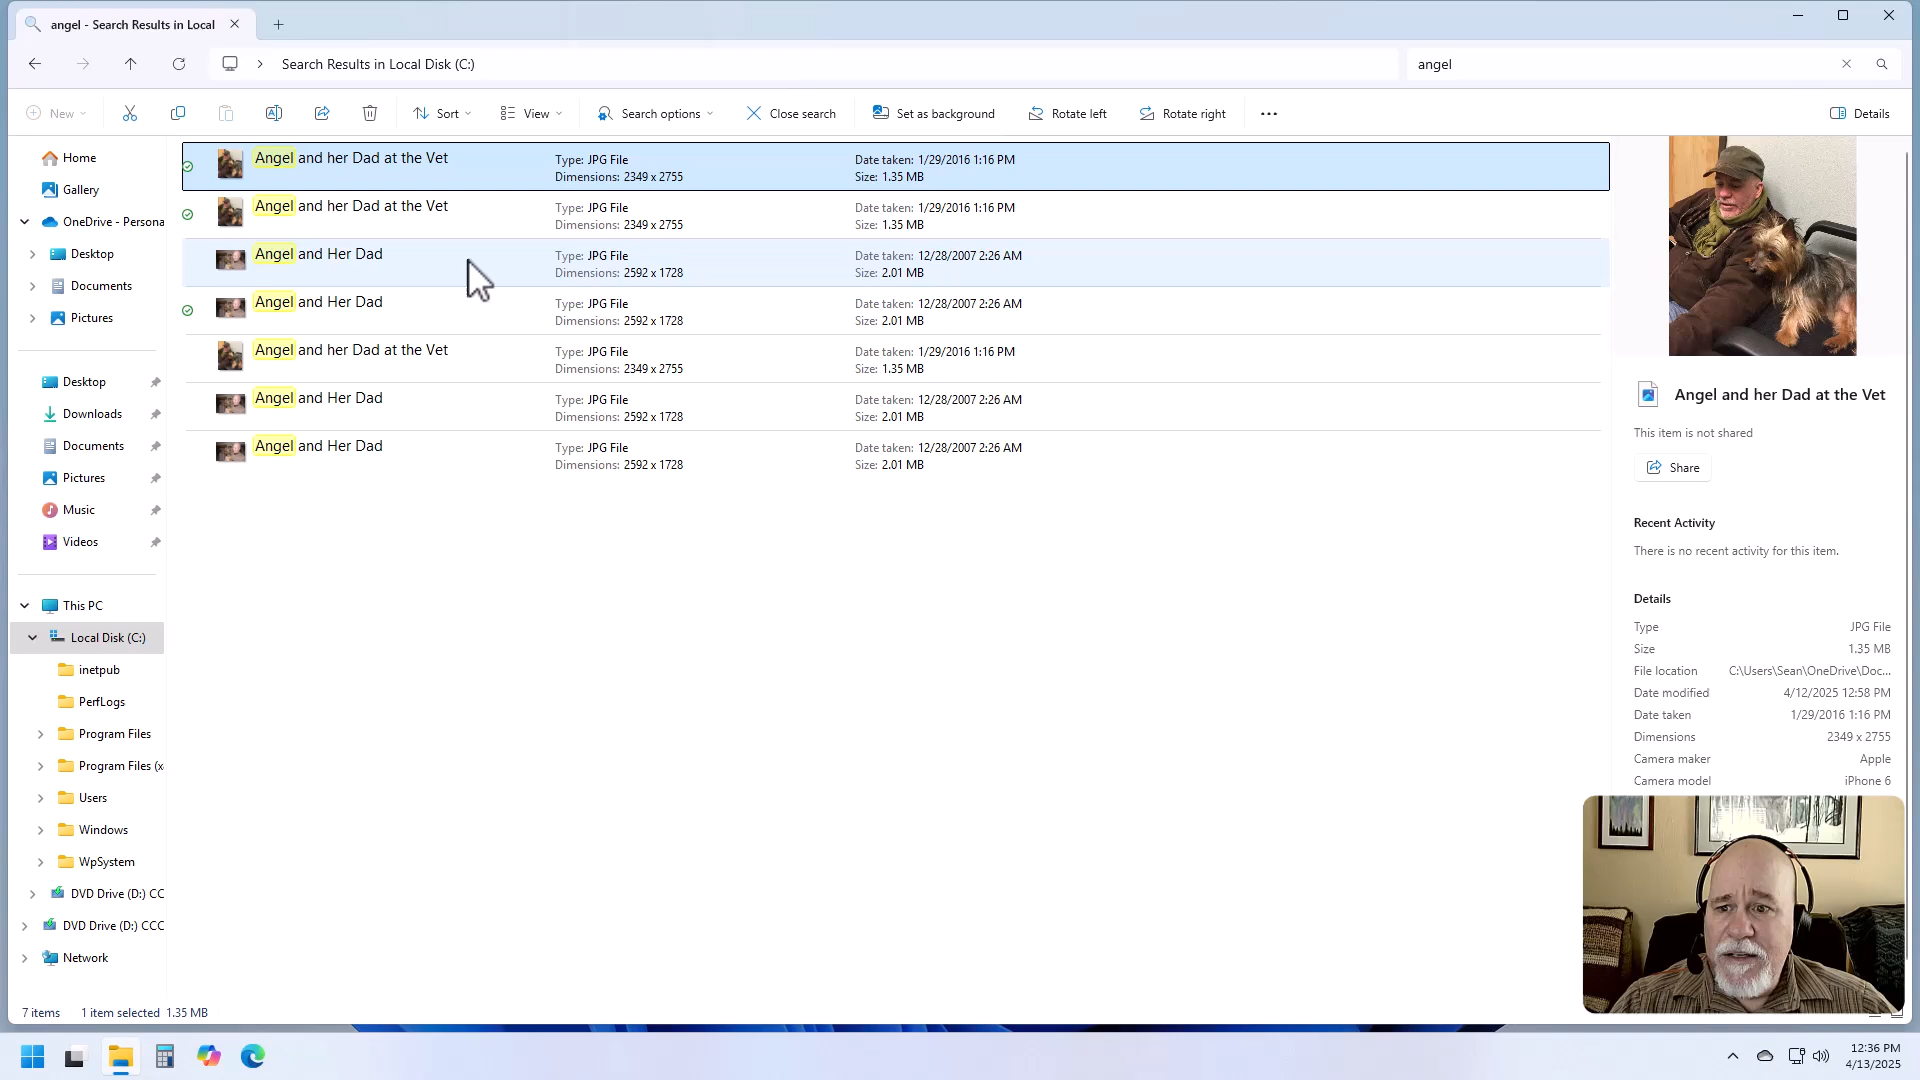 angel - Search Results in Local
Search Results in Local Disk (C:)
angel
New
Sort
View
Search options
Close search
Set as background
Rotate left
Rotate right
Details
Home
Gallery
OneDrive - Persona
Desktop
Documents
Pictures
Desktop
Downloads
Documents
Pictures
Music
Videos
This PC
Local Disk (C:)
inetpub
PerfLogs
Program Files
Program Files (x
Users
Windows
WpSystem
DVD Drive (D:) CC
DVD Drive (D:) CCC
Network
Angel and her Dad at the Vet Type: JPG File Date taken: 1/29/2016 1:16 PM
Dimensions: 2349 x 2755 Size: 1.35 MB
Angel and her Dad at the Vet Type: JPG File Date taken: 1/29/2016 1:16 PM
Dimensions: 2349 x 2755 Size: 1.35 MB
Angel and Her Dad Type: JPG File Date taken: 12/28/2007 2:26 AM
Dimensions: 2592 x 1728 Size: 2.01 MB
Angel and Her Dad Type: JPG File Date taken: 12/28/2007 2:26 AM
Dimensions: 2592 x 1728 Size: 2.01 MB
Angel and her Dad at the Vet Type: JPG File Date taken: 1/29/2016 1:16 PM
Dimensions: 2349 x 2755 Size: 1.35 MB
Angel and Her Dad Type: JPG File Date taken: 12/28/2007 2:26 AM
Dimensions: 2592 x 1728 Size: 2.01 MB
Angel and Her Dad Type: JPG File Date taken: 12/28/2007 2:26 AM
Dimensions: 2592 x 1728 Size: 2.01 MB
Angel and her Dad at the Vet
This item is not shared
Share
Recent Activity
There is no recent activity for this item.
Details
Type JPG File
Size 1.35 MB
File location C:\Users\Sean\OneDrive\Doc...
Date modified 4/12/2025 12:58 PM
Date taken 1/29/2016 1:16 PM
Dimensions 2349 x 2755
Camera maker Apple
Camera model iPhone 6
7 items 1 item selected 1.35 MB
12:36 PM
4/13/2025